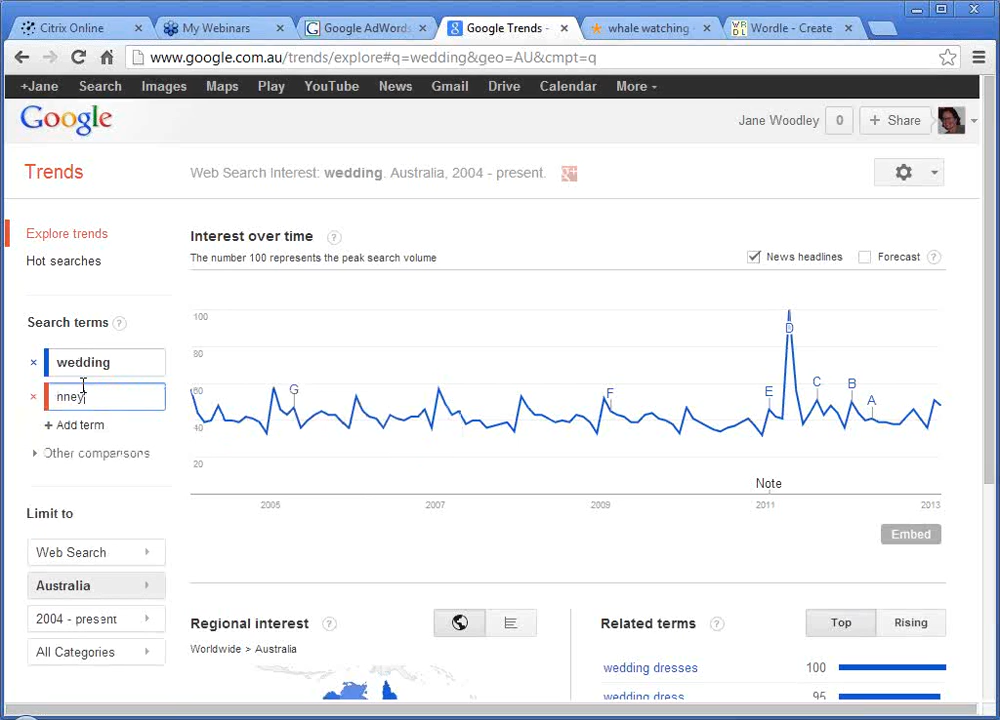 Citrix Online
My Webinars
Google AdWords
Google Trends -
whale watching
Wordle - Create
www.google.com.au/trends/explore#q=wedding&geo=AU&cmpt=q
+Jane Search Images Maps Play YouTube News Gmail Drive Calendar More
Google
Jane Woodley 0 + Share
Trends
Web Search Interest: wedding. Australia, 2004 - present.
Explore trends
Hot searches
Search terms ?
× wedding
× nney
+ Add term
Other comparisons
Limit to
Web Search
Australia
2004 - present
All Categories
Interest over time ?
The number 100 represents the peak search volume
News headlines
Forecast ?
100
80
60
40
20
G
F
E
D
C
B
A
Note
2005 2007 2009 2011 2013
Embed
Regional interest ?
Worldwide > Australia
Related terms ?
Top Rising
wedding dresses 100
wedding dress 95